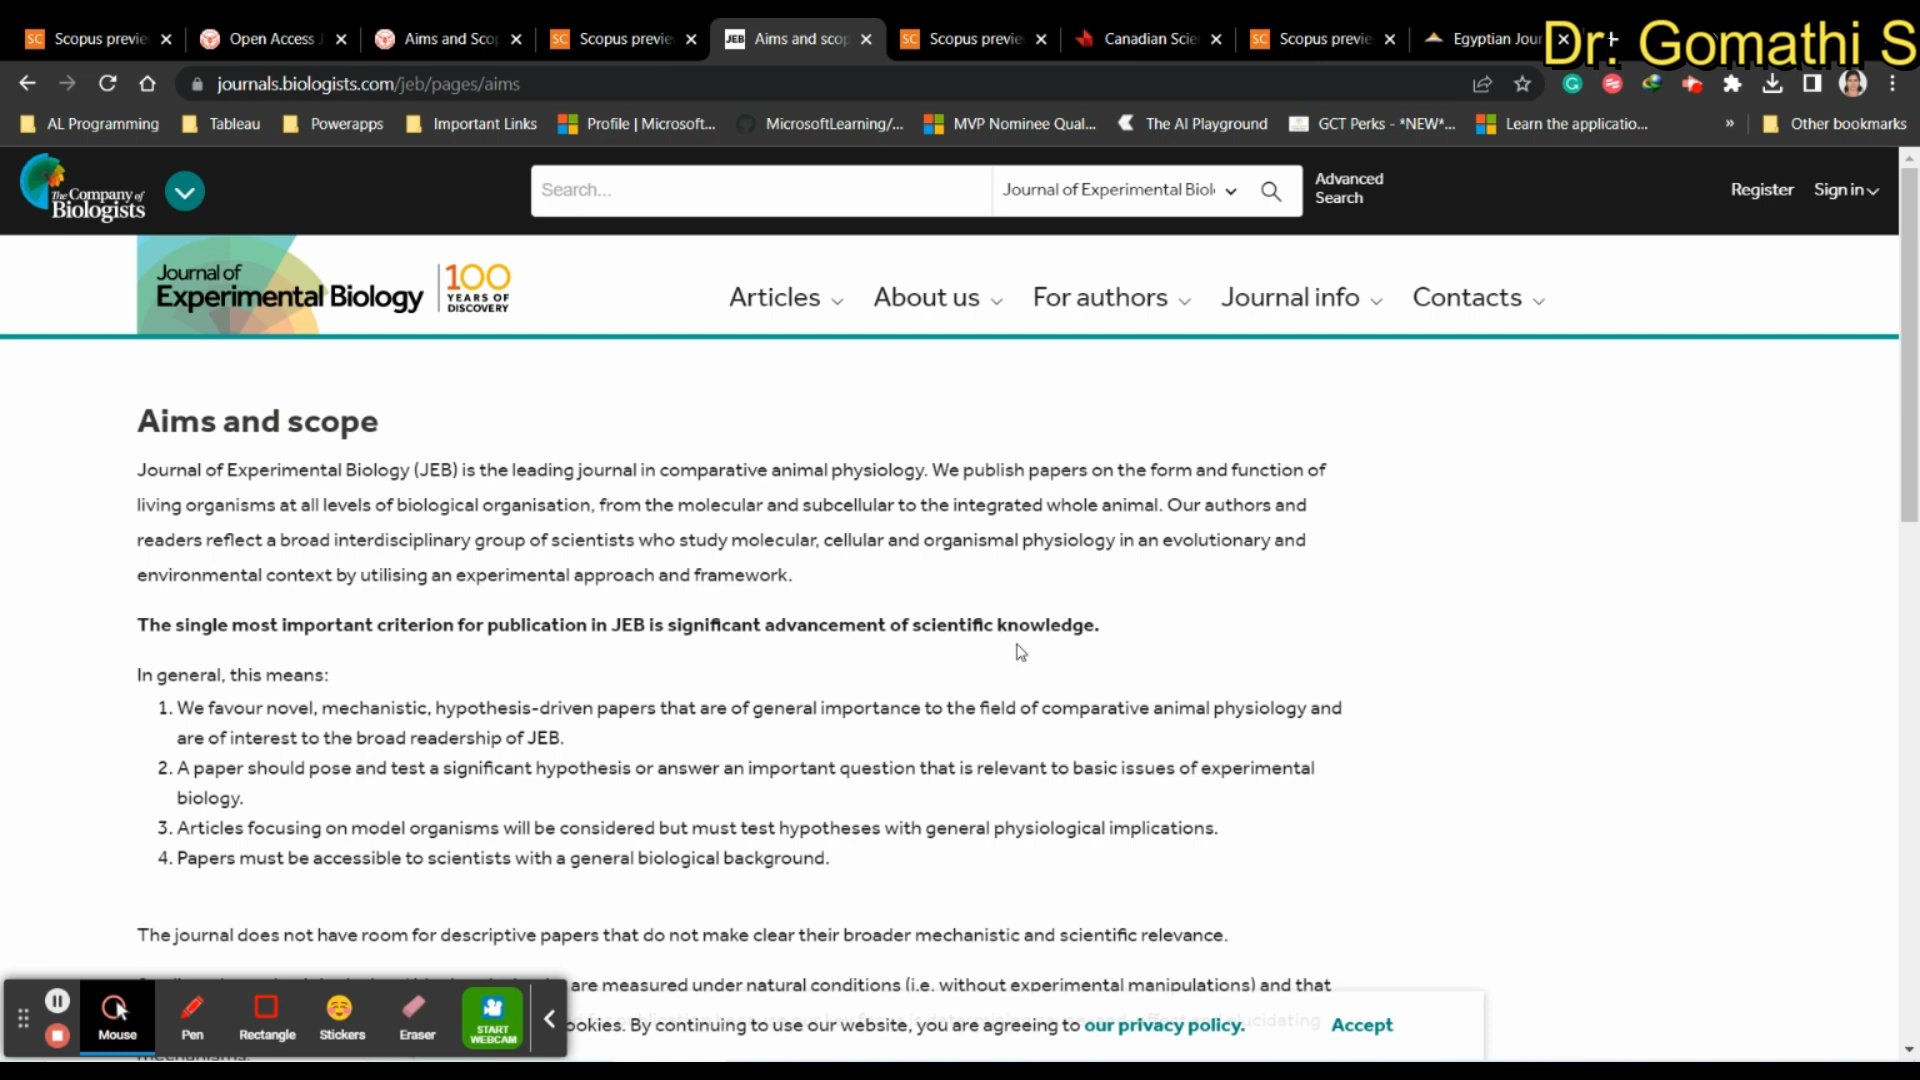 Scopus previe
Open Access J
Aims and Scop
Scopus previe
JEB Aims and scop
Scopus previe
Canadian Scie
Scopus previe
Egyptian Jour
Dr. Gomathi S
journals.biologists.com/jeb/pages/aims
AL Programming
Tableau
Powerapps
Important Links
Profile | Microsoft...
MicrosoftLearning/...
MVP Nominee Qual...
The AI Playground
GCT Perks - *NEW*...
Learn the applicatio...
»
Other bookmarks
The Company of
Biologists
Search...
Journal of Experimental Biol
Advanced
Search
Register
Sign in
Journal of
Experimental Biology
100
YEARS OF
DISCOVERY
Articles
About us
For authors
Journal info
Contacts
Aims and scope
Journal of Experimental Biology (JEB) is the leading journal in comparative animal physiology. We publish papers on the form and function of
living organisms at all levels of biological organisation, from the molecular and subcellular to the integrated whole animal. Our authors and
readers reflect a broad interdisciplinary group of scientists who study molecular, cellular and organismal physiology in an evolutionary and
environmental context by utilising an experimental approach and framework.
The single most important criterion for publication in JEB is significant advancement of scientific knowledge.
In general, this means:
1. We favour novel, mechanistic, hypothesis-driven papers that are of general importance to the field of comparative animal physiology and
are of interest to the broad readership of JEB.
2. A paper should pose and test a significant hypothesis or answer an important question that is relevant to basic issues of experimental
biology.
3. Articles focusing on model organisms will be considered but must test hypotheses with general physiological implications.
4. Papers must be accessible to scientists with a general biological background.
The journal does not have room for descriptive papers that do not make clear their broader mechanistic and scientific relevance.
are measured under natural conditions (i.e. without experimental manipulations) and that
ookies. By continuing to use our website, you are agreeing to our privacy policy.
Accept
mechanisms.
Mouse
Pen
Rectangle
Stickers
Eraser
START
WEBCAM